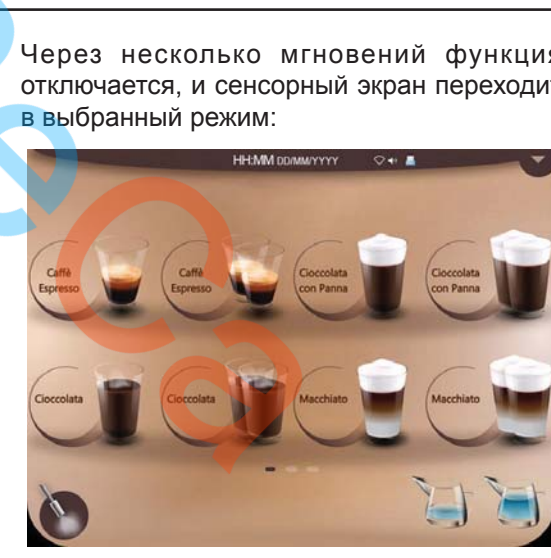 Через несколько мгновений функция
отключается, и сенсорный экран переходит
в выбранный режим:
HH:MM DD/MM/YYYY
Caffè
Espresso
Caffè
Espresso
Cioccolata
con Panna
Cioccolata
con Panna
Cioccolata
Cioccolata
Macchiato
Macchiato